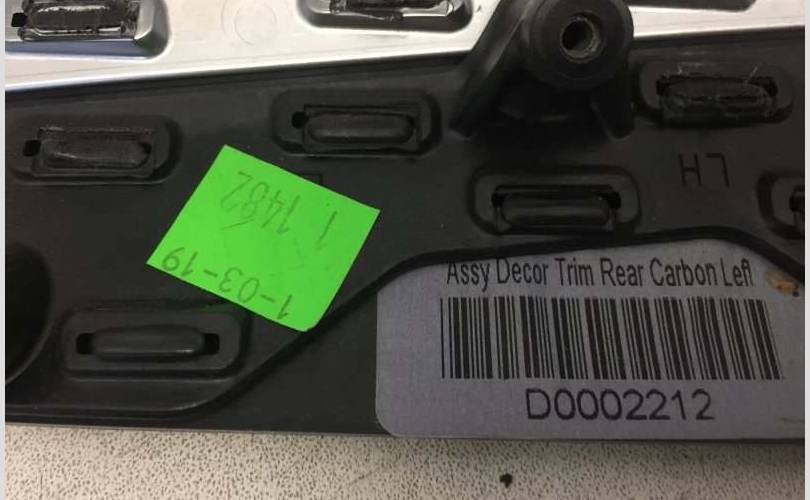 1 1482
1-03-19
LH
Assy Decor Trim Rear Carbon Left
D0002212